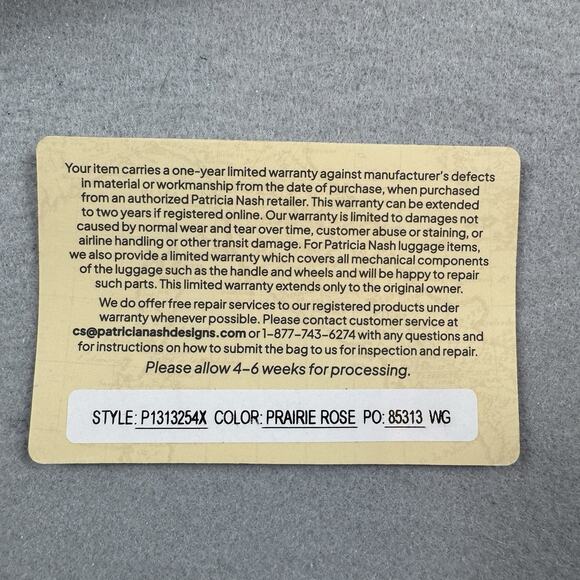 Your item carries a one-year limited warranty against manufacturer's defects
in material or workmanship from the date of purchase, when purchased
from an authorized Patricia Nash retailer. This warranty can be extended
to two years if registered online. Our warranty is limited to damages not
caused by normal wear and tear over time, customer abuse or staining, or
airline handling or other transit damage. For Patricia Nash luggage items,
we also provide a limited warranty which covers all mechanical components
of the luggage such as the handle and wheels and will be happy to repair
such parts. This limited warranty extends only to the original owner.
We do offer free repair services to our registered products under
warranty whenever possible. Please contact customer service at
cs@patricianashdesigns.com or 1-877-743-6274 with any questions and
for instructions on how to submit the bag to us for inspection and repair.
Please allow 4-6 weeks for processing.
STYLE: P1313254X COLOR: PRAIRIE ROSE PO: 85313 WG